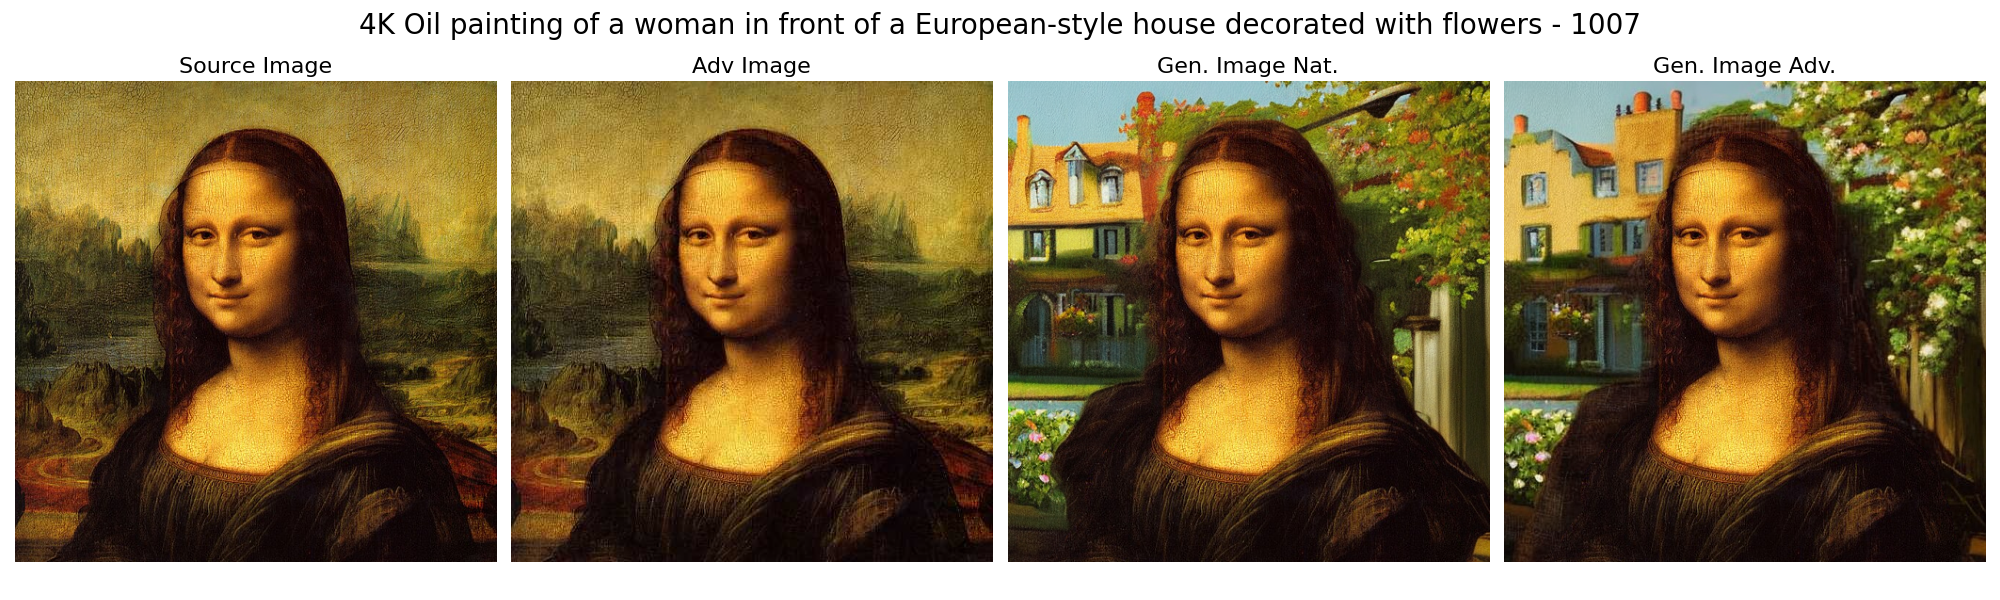 4K Oil painting of a woman in front of a European-style house decorated with flowers - 1007
Source Image
Adv Image
Gen. Image Nat.
Gen. Image Adv.